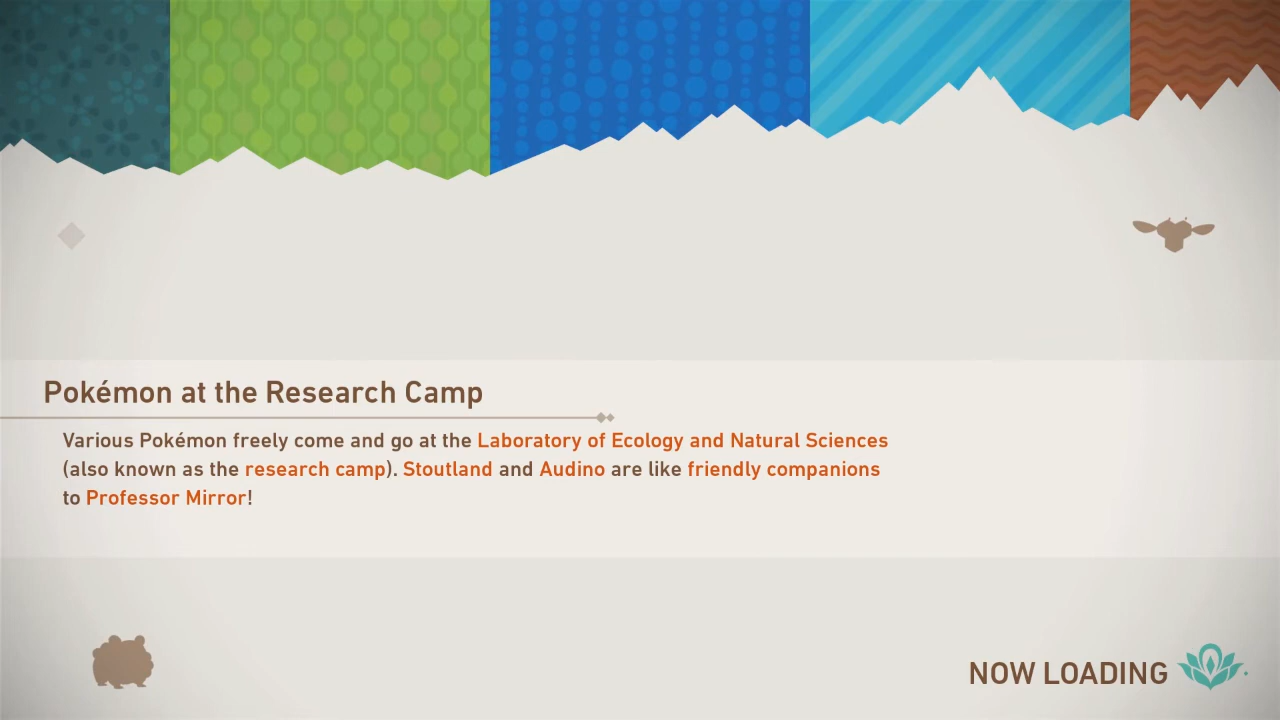 Pokémon at the Research Camp
Various Pokémon freely come and go at the Laboratory of Ecology and Natural Sciences
(also known as the research camp). Stoutland and Audino are like friendly companions
to Professor Mirror!
NOW LOADING